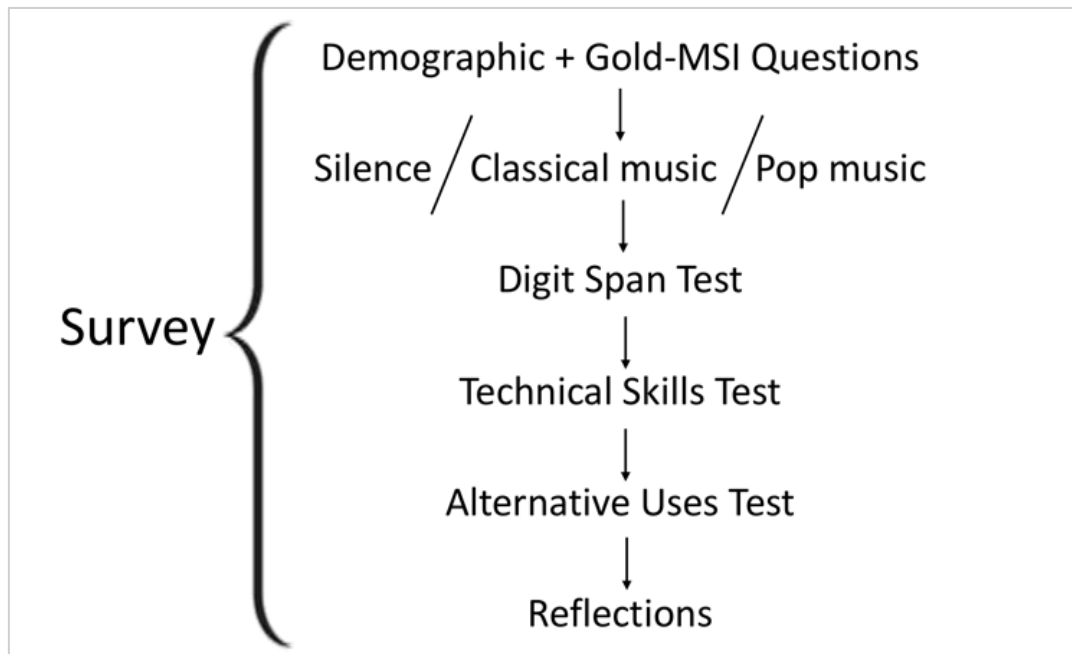 Demographic + Gold-MSI Questions
Silence / Classical music / Pop music
Digit Span Test
Survey
Technical Skills Test
Alternative Uses Test
Reflections